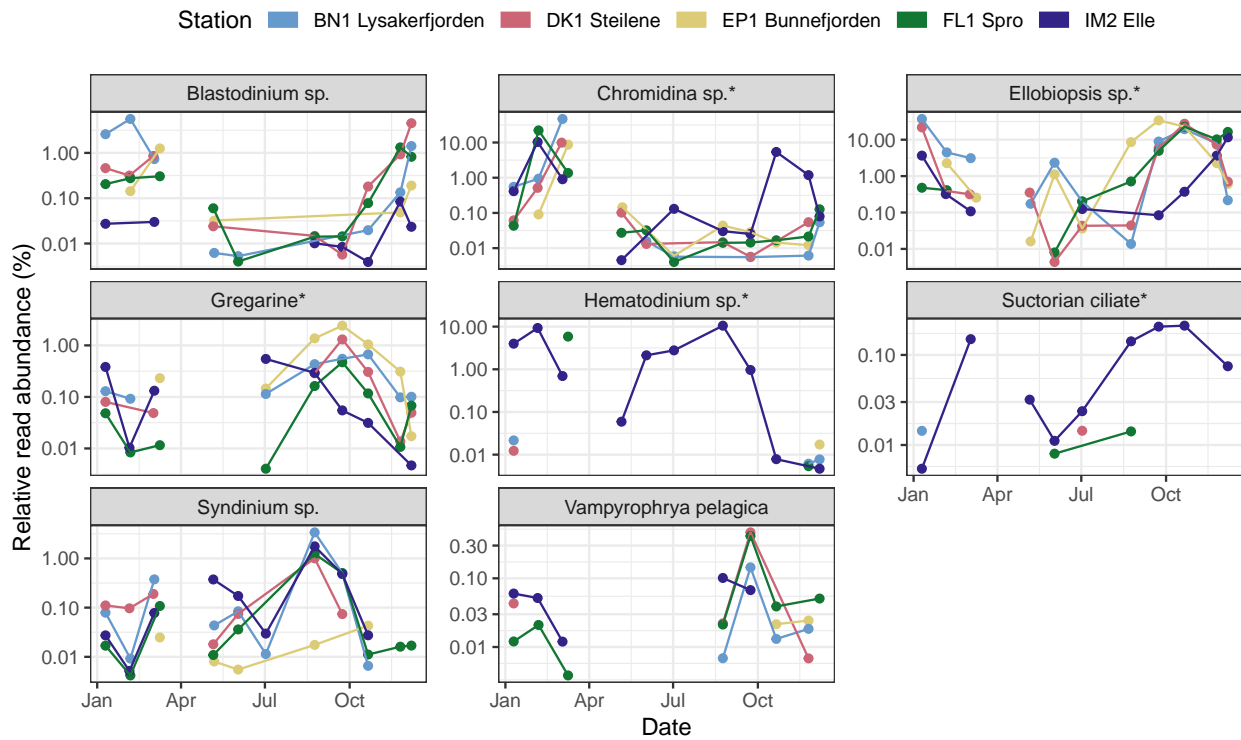 Station BN1 Lysakerfjorden DK1 Steilene EP1 Bunnefjorden FL1 Spro IM2 Elle
Blastodinium sp. Chromidina sp.* Ellobiopsis sp.*
1.00 10.00 10.00
0.10 1.00 1.00
0.01 0.10 0.10
0.01 0.01
Gregarine* Hematodinium sp.* Suctorian ciliate*
1.00 10.00 0.10
0.10 1.00 0.03
0.01 0.10 0.01
0.01
Jan Apr Jul Oct
Syndinium sp. Vampyrophrya pelagica
1.00 0.30
0.10 0.10
0.01 0.03
0.01
Jan Apr Jul Oct Jan Apr Jul Oct
Date
Relative read abundance (%)